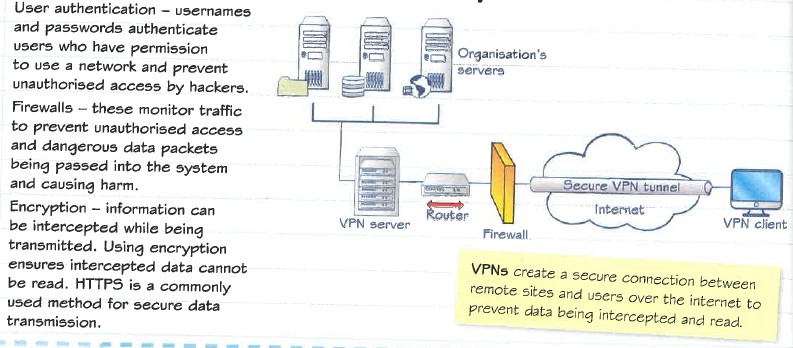 User authentication – usernames
and passwords authenticate
users who have permission
to use a network and prevent
unauthorised access by hackers.
Firewalls – these monitor traffic
to prevent unauthorised access
and dangerous data packets
being passed into the system
and causing harm.
Encryption – information can
be intercepted while being
transmitted. Using encryption
ensures intercepted data cannot
be read. HTTPS is a commonly
used method for secure data
transmission.
Organisation's
servers
VPN server
Router
Firewall
Secure VPN tunnel
Internet
VPN client
VPNs create a secure connection between
remote sites and users over the internet to
prevent data being intercepted and read.